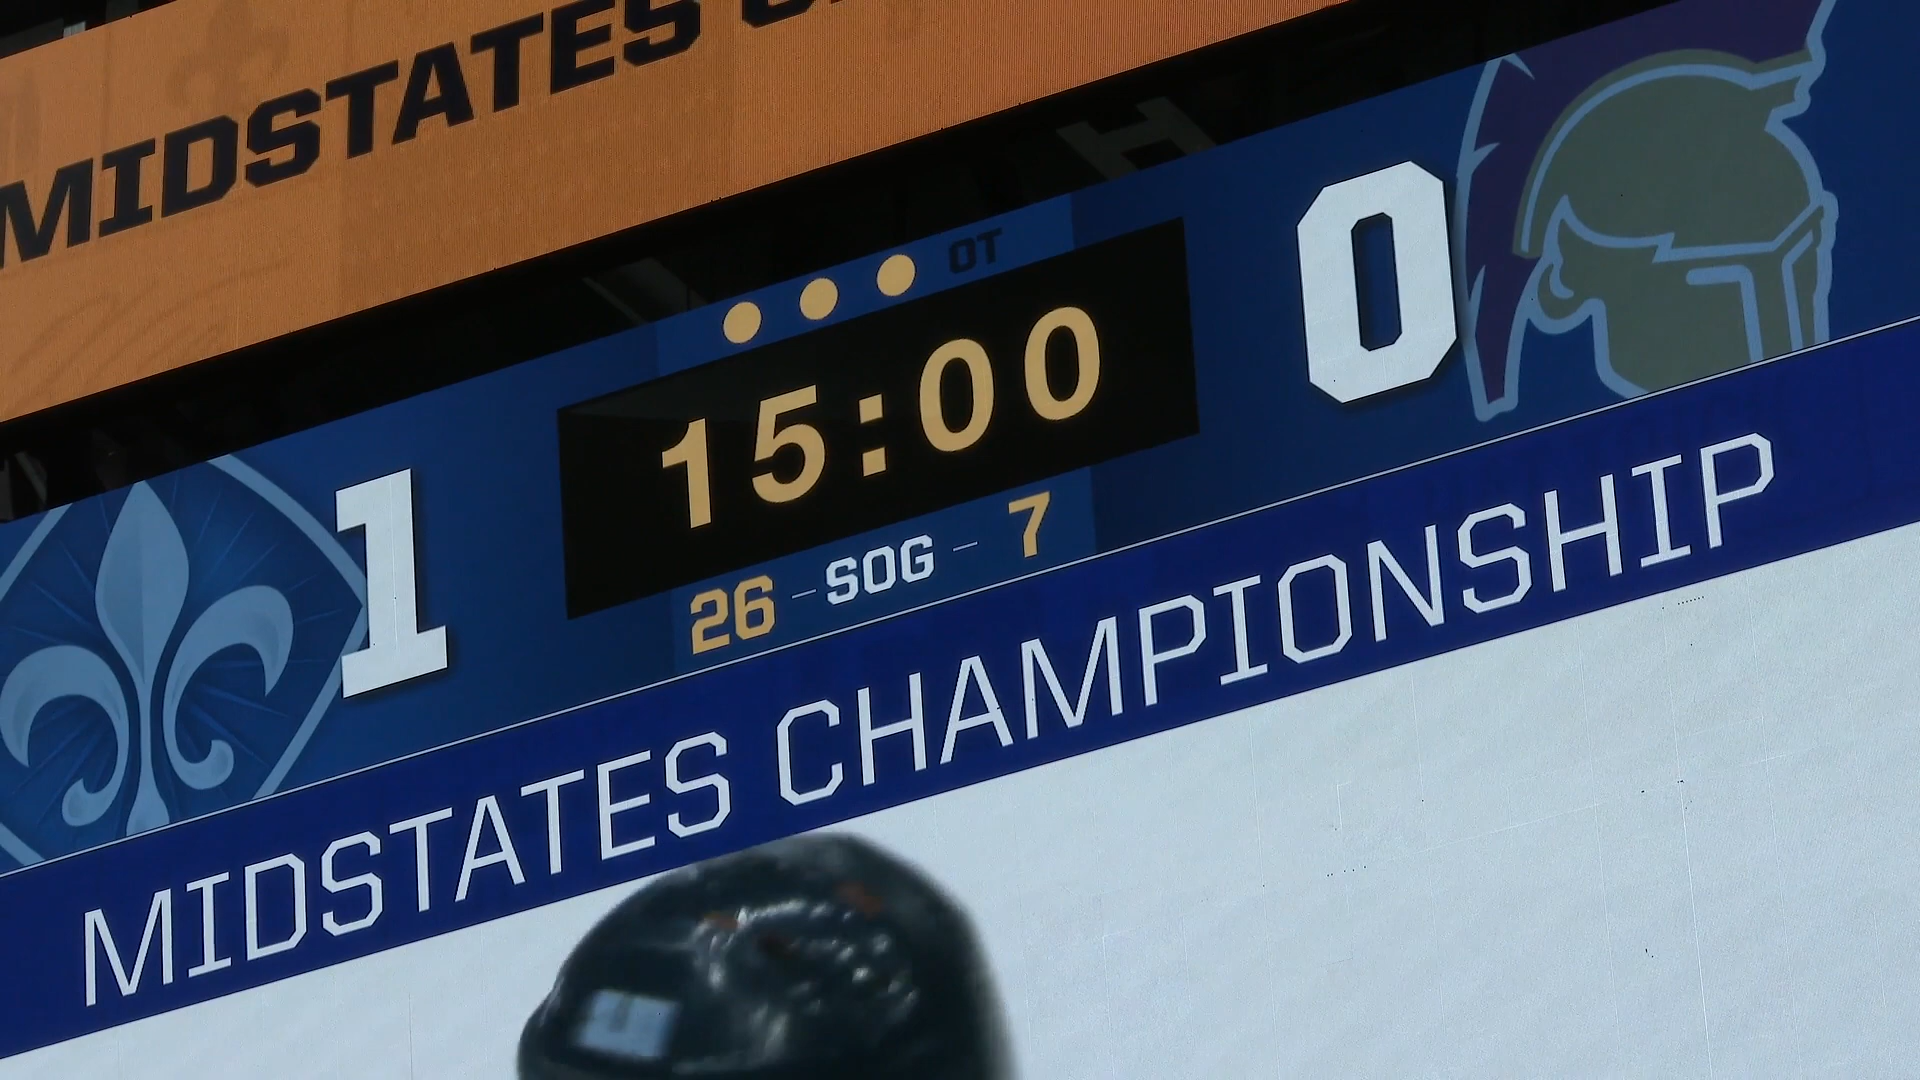 MIDSTATES
OT
1 15:00 0
26 - SOG - 7
MIDSTATES CHAMPIONSHIP